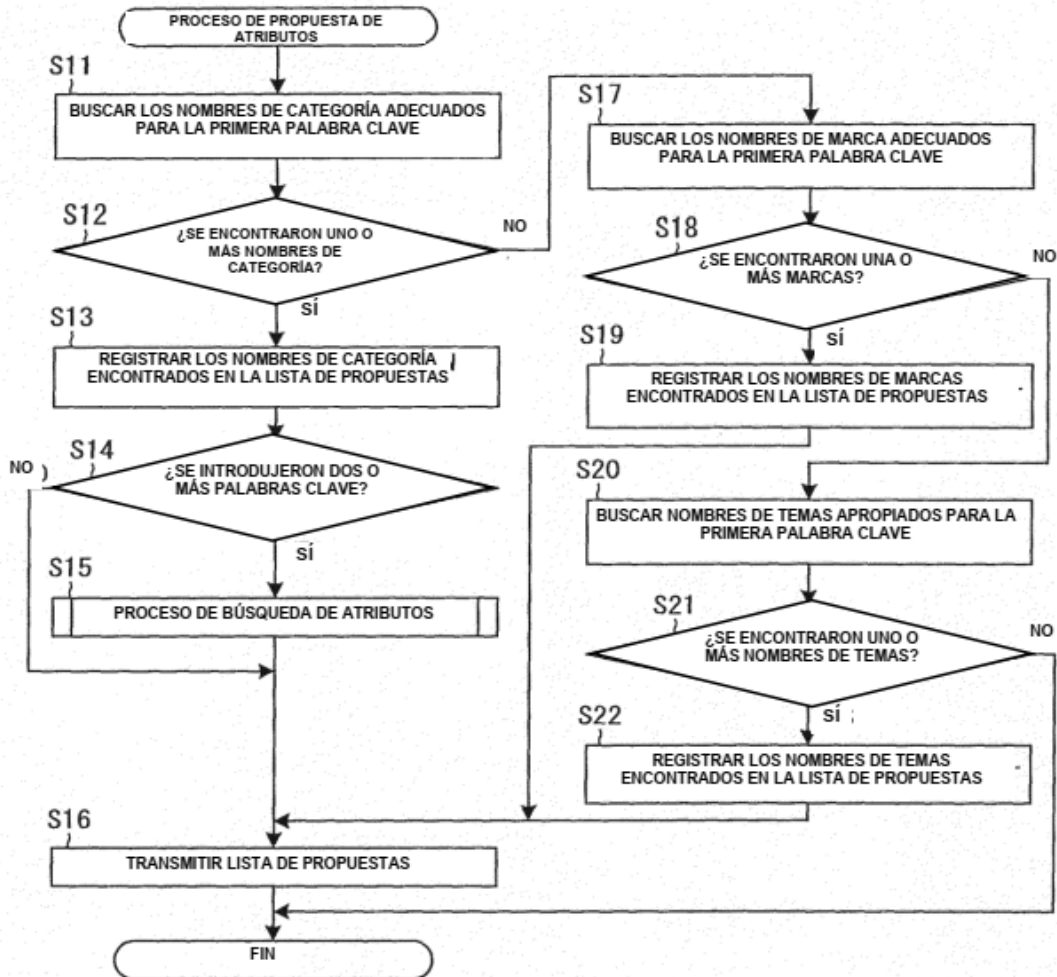 PROCESO DE PROPUESTA DE
ATRIBUTOS
S11
BUSCAR LOS NOMBRES DE CATEGORÍA ADECUADOS
PARA LA PRIMERA PALABRA CLAVE
S12
¿SE ENCONTRARON UNO O
MÁS NOMBRES DE
CATEGORÍA?
NO
SÍ
S13
REGISTRAR LOS NOMBRES DE CATEGORÍA
ENCONTRADOS EN LA LISTA DE PROPUESTAS
S14
NO
¿SE INTRODUJERON DOS O
MÁS PALABRAS CLAVE?
SÍ
S15
PROCESO DE BÚSQUEDA DE ATRIBUTOS
S16
TRANSMITIR LISTA DE PROPUESTAS
FIN
S17
BUSCAR LOS NOMBRES DE MARCA ADECUADOS
PARA LA PRIMERA PALABRA CLAVE
S18
¿SE ENCONTRARON UNA O
MÁS MARCAS?
NO
SÍ
S19
REGISTRAR LOS NOMBRES DE MARCAS
ENCONTRADOS EN LA LISTA DE PROPUESTAS
S20
BUSCAR NOMBRES DE TEMAS APROPIADOS PARA LA
PRIMERA PALABRA CLAVE
S21
¿SE ENCONTRARON UNO O
MÁS NOMBRES DE TEMAS?
NO
SÍ
S22
REGISTRAR LOS NOMBRES DE TEMAS
ENCONTRADOS EN LA LISTA DE PROPUESTAS